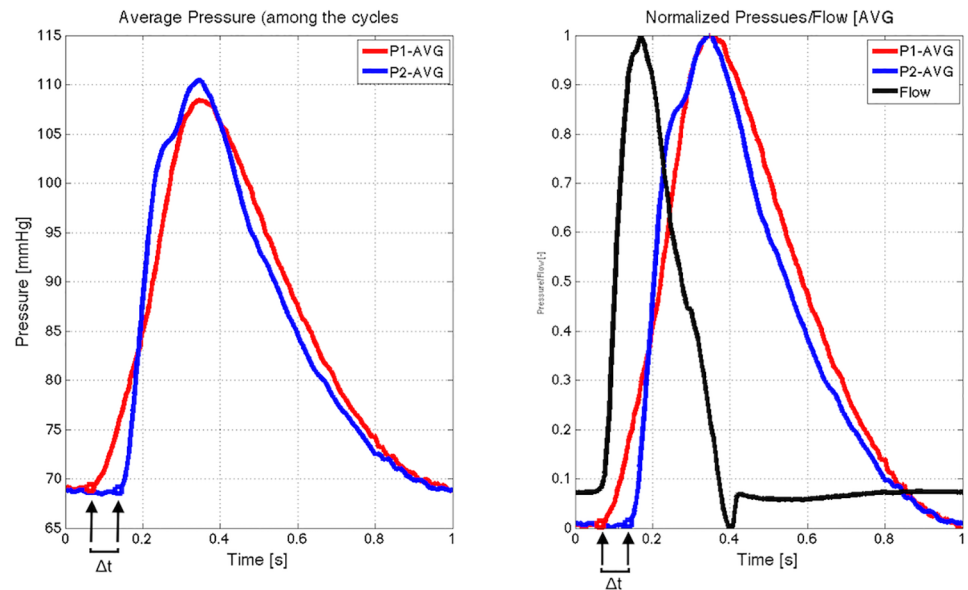 Average Pressure (among the cycles
115
110
105
100
95
90
85
80
75
70
65
Pressure [mmHg]
P1-AVG
P2-AVG
0
0.2
0.4
0.6
0.8
1
Time [s]
Δt
Normalized Pressues/Flow [AVG
1
0.9
0.8
0.7
0.6
0.5
0.4
0.3
0.2
0.1
0
Pressure/Flow [-]
P1-AVG
P2-AVG
Flow
0
0.2
0.4
0.6
0.8
1
Time [s]
Δt